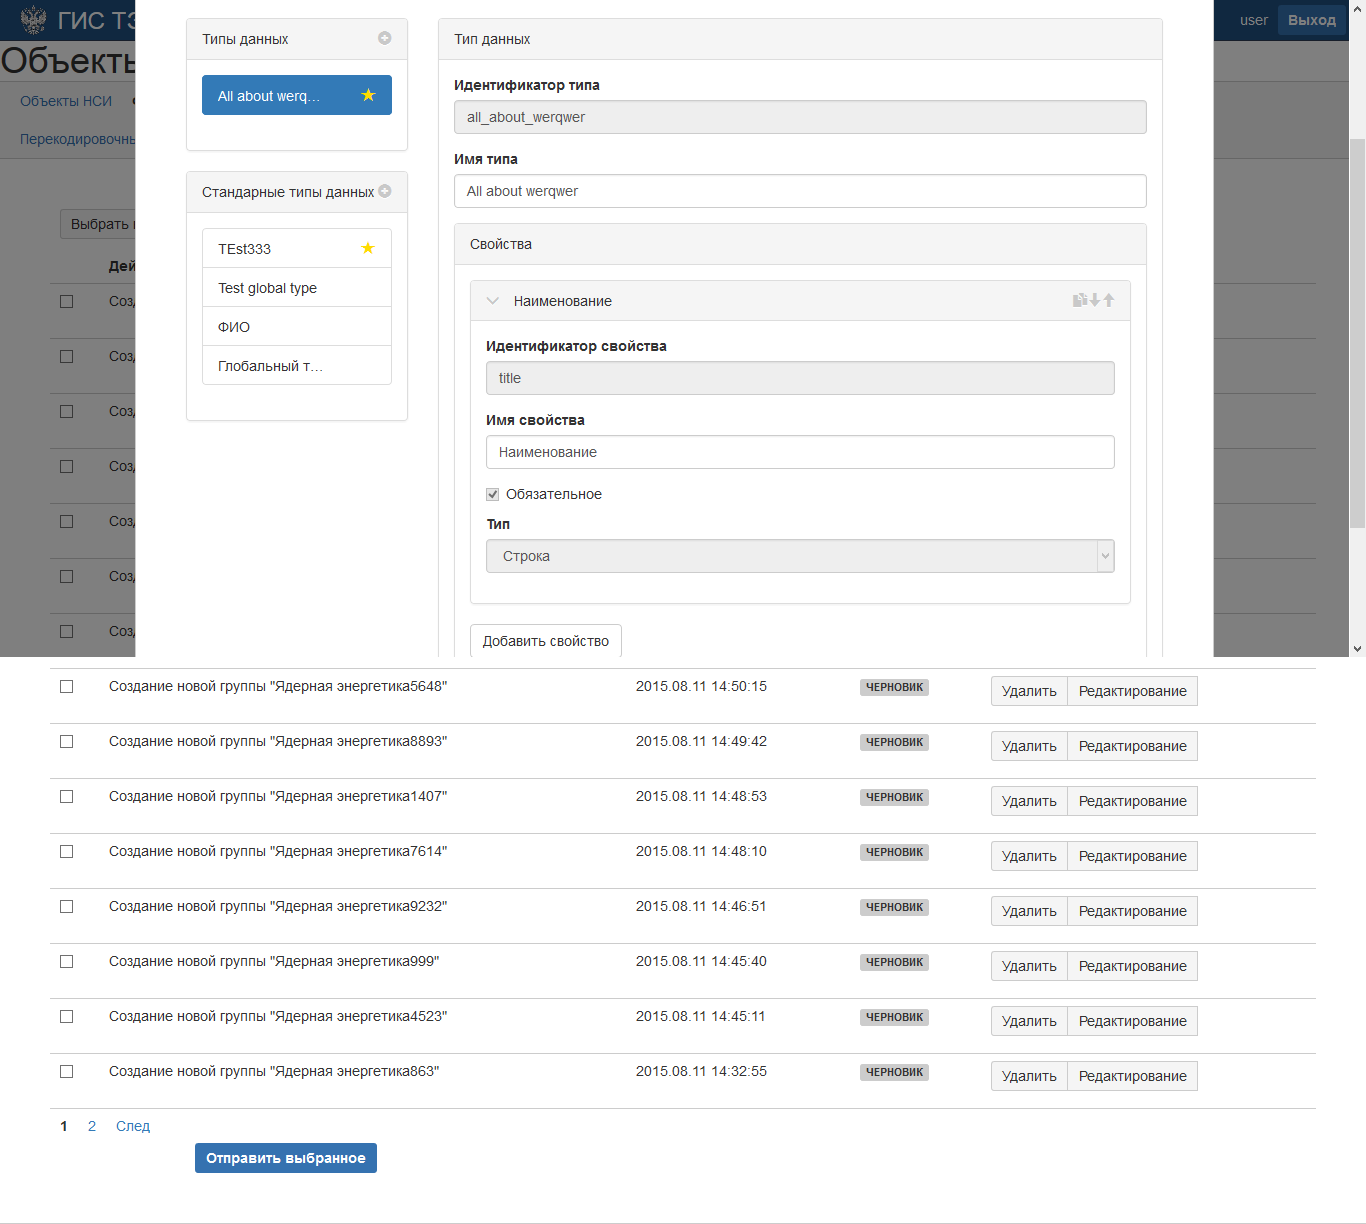 ГИС ТЭ
user
Выход
Объекты
Объекты НСИ
Перекодировочны
Выбрать
Дей
Соз
Соз
Соз
Соз
Соз
Соз
Соз
Типы данных
All about werq...
Стандартные типы данных
TEst333
Test global type
ФИО
Глобальный т...
Тип данных
Идентификатор типа
all_about_werqwer
Имя типа
All about werqwer
Свойства
Наименование
Идентификатор свойства
title
Имя свойства
Наименование
Обязательное
Тип
Строка
Добавить свойство
Создание новой группы "Ядерная энергетика5648" 2015.08.11 14:50:15 ЧЕРНОВИК Удалить Редактирование
Создание новой группы "Ядерная энергетика8893" 2015.08.11 14:49:42 ЧЕРНОВИК Удалить Редактирование
Создание новой группы "Ядерная энергетика1407" 2015.08.11 14:48:53 ЧЕРНОВИК Удалить Редактирование
Создание новой группы "Ядерная энергетика7614" 2015.08.11 14:48:10 ЧЕРНОВИК Удалить Редактирование
Создание новой группы "Ядерная энергетика9232" 2015.08.11 14:46:51 ЧЕРНОВИК Удалить Редактирование
Создание новой группы "Ядерная энергетика999" 2015.08.11 14:45:40 ЧЕРНОВИК Удалить Редактирование
Создание новой группы "Ядерная энергетика4523" 2015.08.11 14:45:11 ЧЕРНОВИК Удалить Редактирование
Создание новой группы "Ядерная энергетика863" 2015.08.11 14:32:55 ЧЕРНОВИК Удалить Редактирование
1 2 След
Отправить выбранное